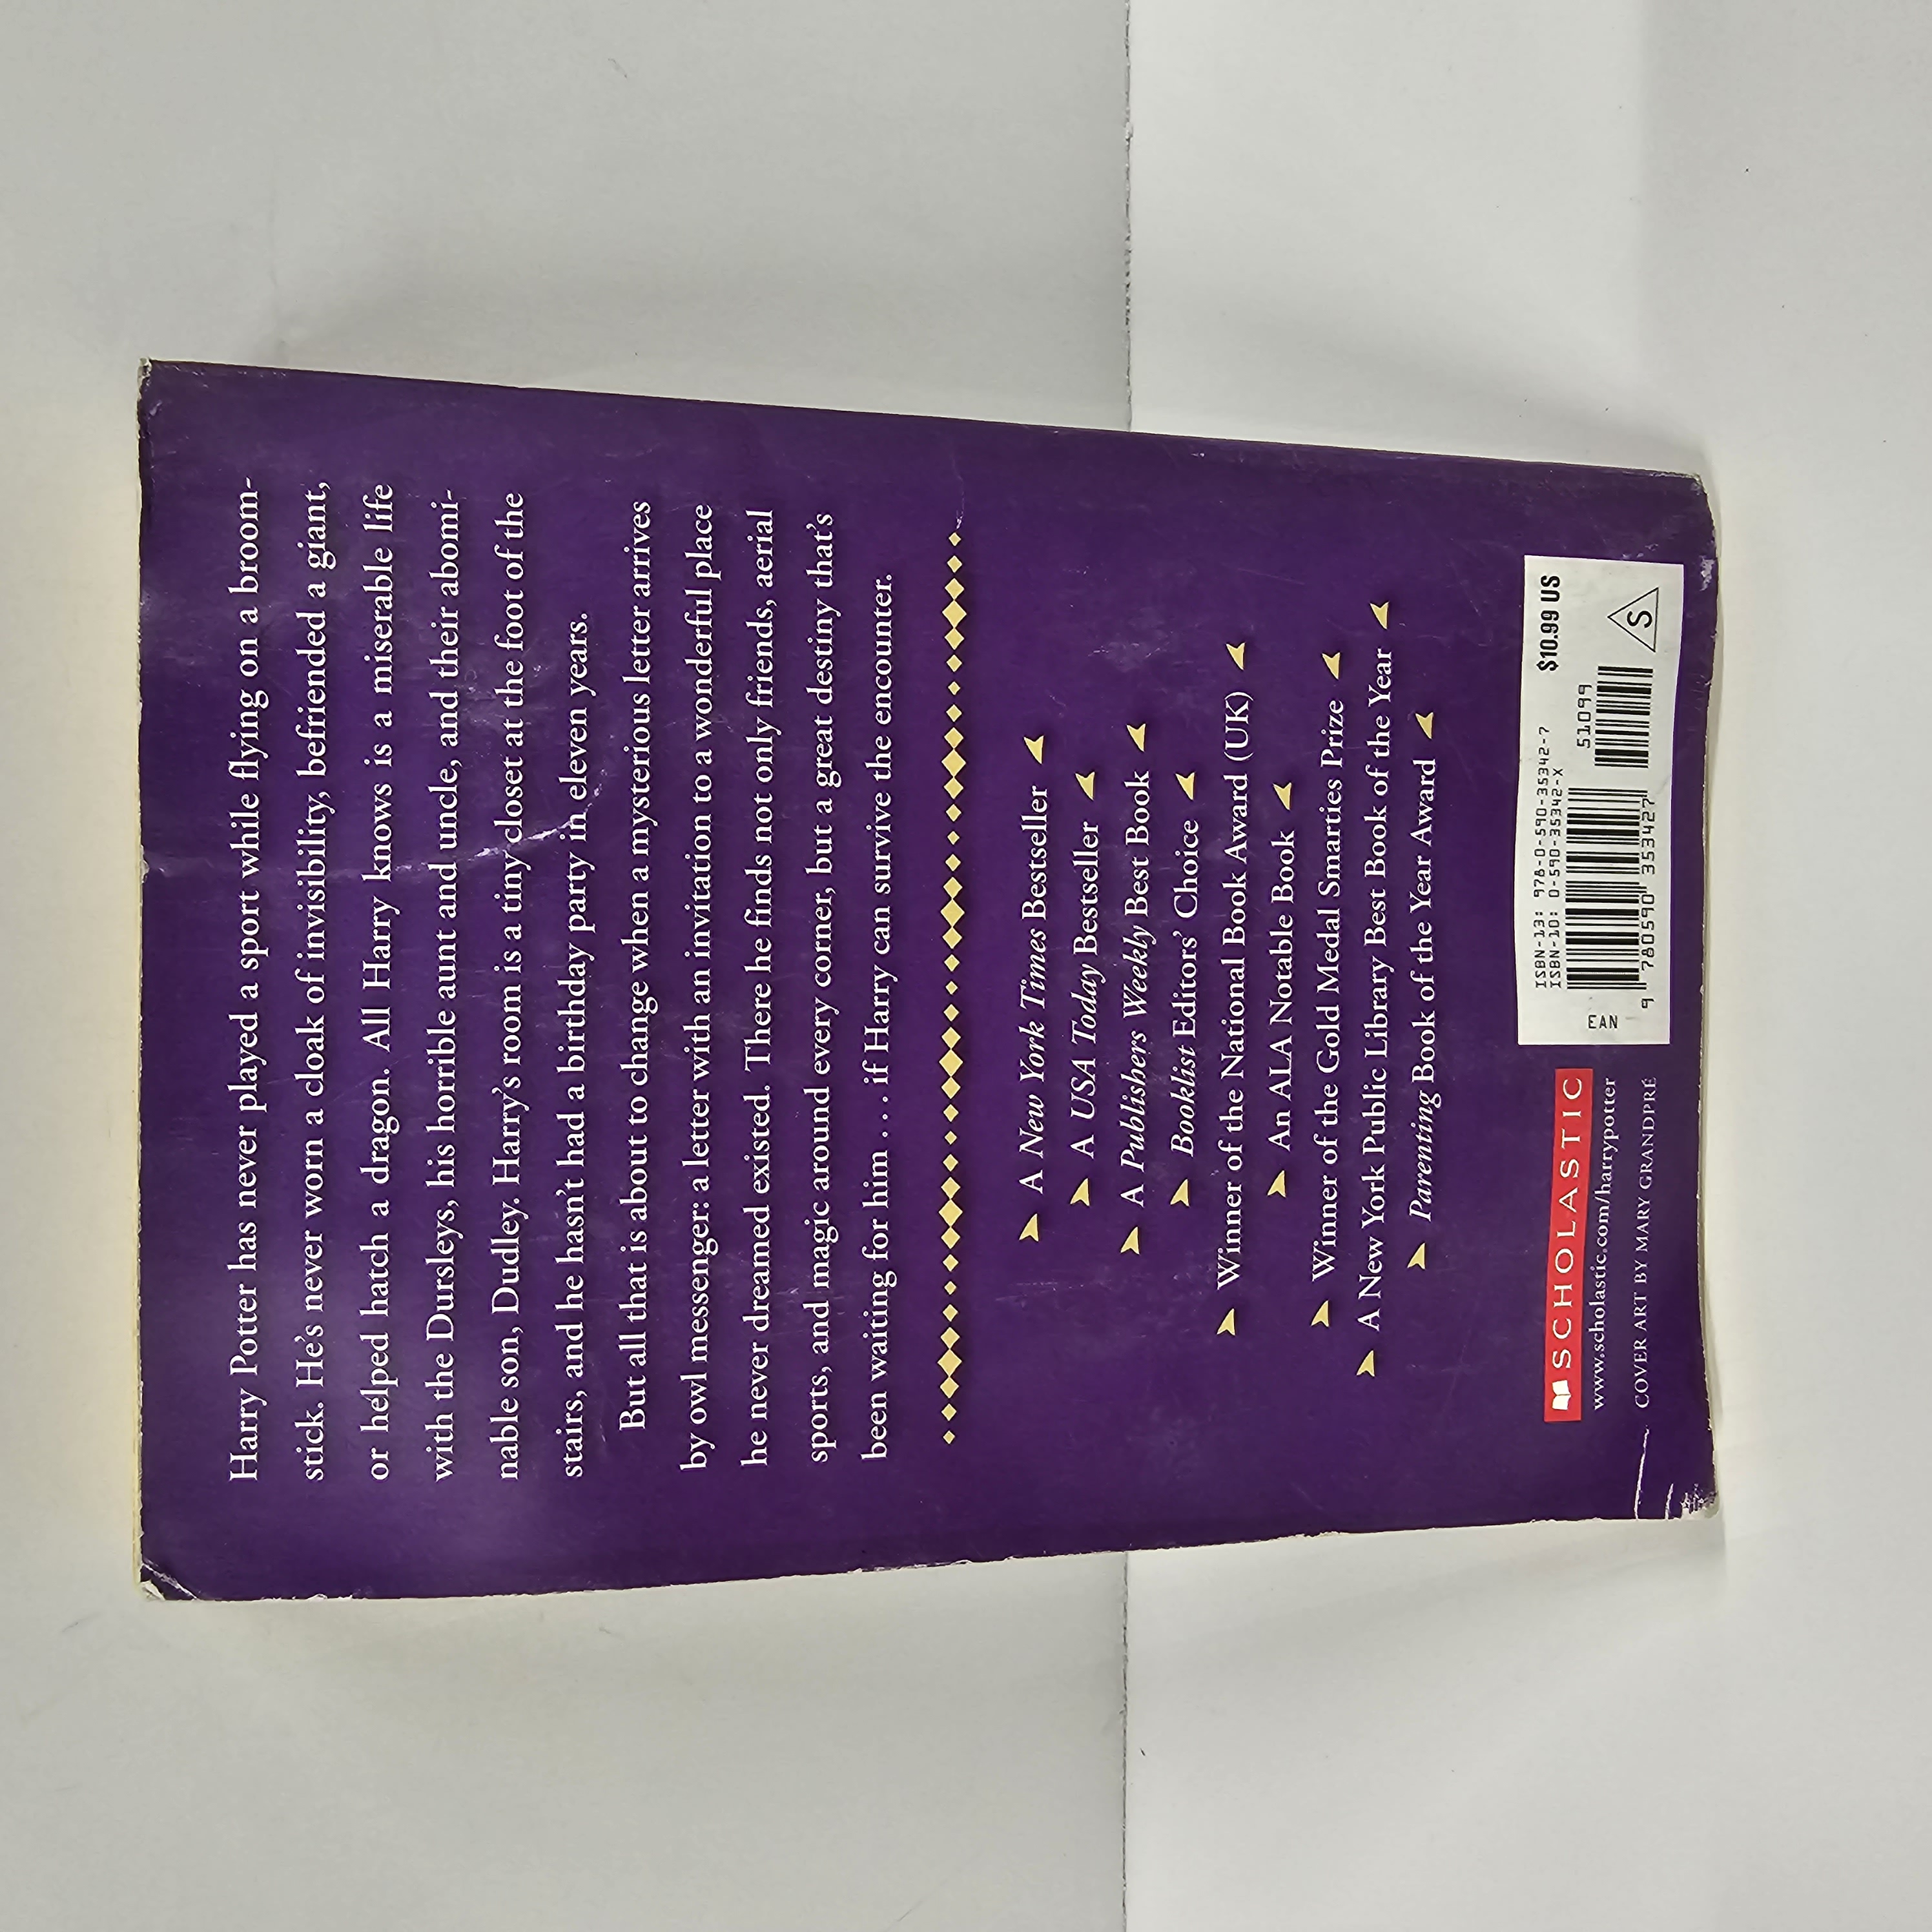 Harry Potter has never played a sport while flying on a broom-
stick. He's never worn a cloak of invisibility, befriended a giant,
or helped hatch a dragon. All Harry knows is a miserable life
with the Dursleys, his horrible aunt and uncle, and their abomi-
nable son, Dudley. Harry's room is a tiny closet at the foot of the
stairs, and he hasn't had a birthday party in eleven years.
But all that is about to change when a mysterious letter arrives
by owl messenger: a letter with an invitation to a wonderful place
he never dreamed existed. There he finds not only friends, aerial
sports, and magic around every corner, but a great destiny that's
been waiting for him . . . if Harry can survive the encounter.
A New York Times Bestseller
A USA Today Bestseller
A Publishers Weekly Best Book
Booklist Editors' Choice
Winner of the National Book Award (UK)
An ALA Notable Book
Winner of the Gold Medal Smarties Prize
A New York Public Library Best Book of the Year
Parenting Book of the Year Award
SCHOLASTIC
www.scholastic.com/harrypotter
COVER ART BY MARY GRANDPRÉ
ISBN-13: 978-0-590-35342-7
ISBN-10: 0-590-35342-X
$10.99 US
51099
EAN
9 780590 353427
S